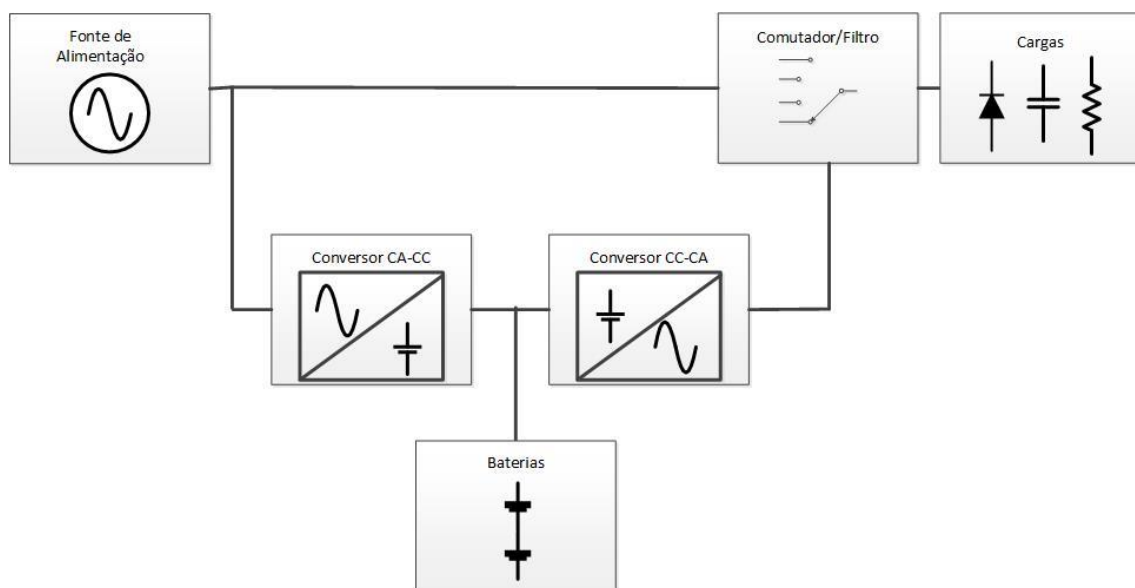 Fonte de
Alimentação
Comutador/Filtro
Cargas
Conversor CA-CC
Conversor CC-CA
Baterias